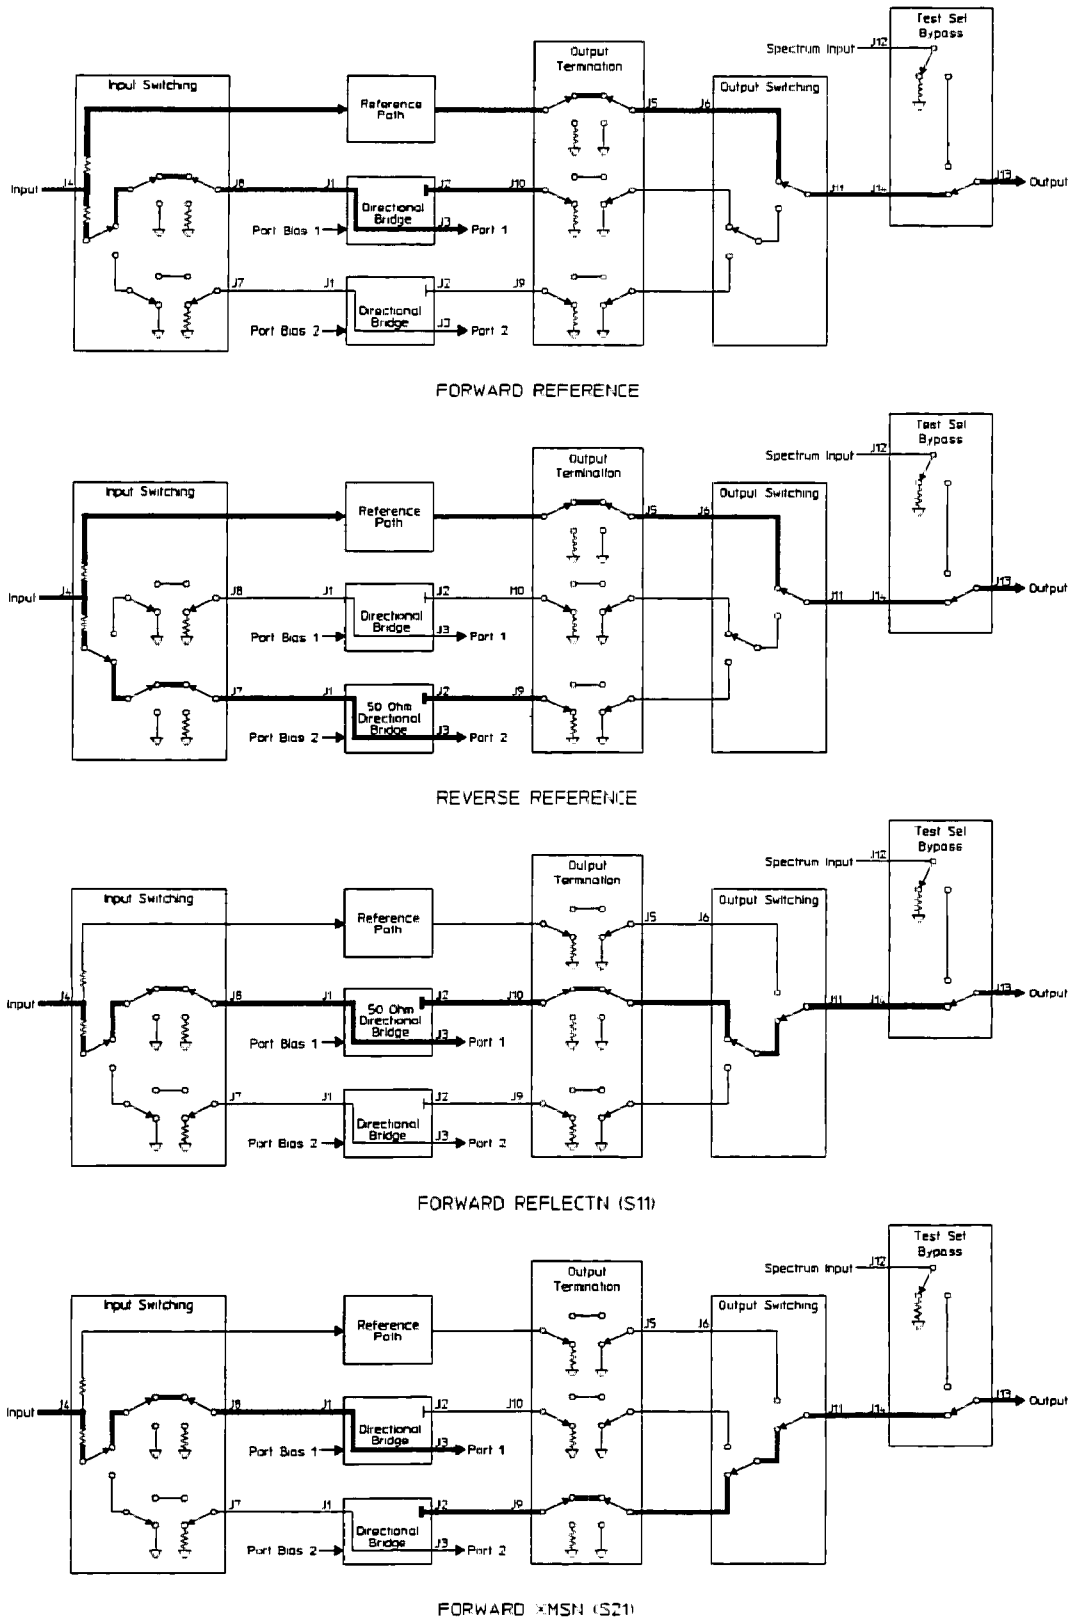 Test Set
Bypass
Spectrum Input
J12
Output
Termination
Input Switching
Reference
Path
J5
J6
Output Switching
Input
J4
J8
J1
J2
J10
J11
J14
J13
Output
Directional
Bridge
Port Bias 1
J3
Port 1
J7
J1
J2
J9
Directional
Bridge
Port Bias 2
J3
Port 2
FORWARD REFERENCE
Test Set
Bypass
Spectrum Input
J12
Output
Termination
Input Switching
Reference
Path
J5
J6
Output Switching
Input
J4
J8
J1
J2
J11
J14
J13
Output
Directional
Bridge
Port Bias 1
J3
Port 1
J7
J1
J2
J9
50 Ohm
Directional
Bridge
Port Bias 2
J3
Port 2
REVERSE REFERENCE
Test Set
Bypass
Spectrum Input
J12
Output
Termination
Input Switching
Reference
Path
J5
J6
Output Switching
Input
J4
J8
J1
J2
J10
J11
J14
J13
Output
50 Ohm
Directional
Bridge
Port Bias 1
J3
Port 1
J7
J1
J2
J9
Directional
Bridge
Port Bias 2
J3
Port 2
FORWARD REFLECTN (S11)
Test Set
Bypass
Spectrum Input
J12
Output
Termination
Input Switching
Reference
Path
J5
J6
Output Switching
Input
J4
J8
J1
J2
J10
J11
J14
J13
Output
Directional
Bridge
Port Bias 1
J3
Port 1
J7
J1
J2
J9
Directional
Bridge
Port Bias 2
J3
Port 2
FORWARD XMSN (S21)